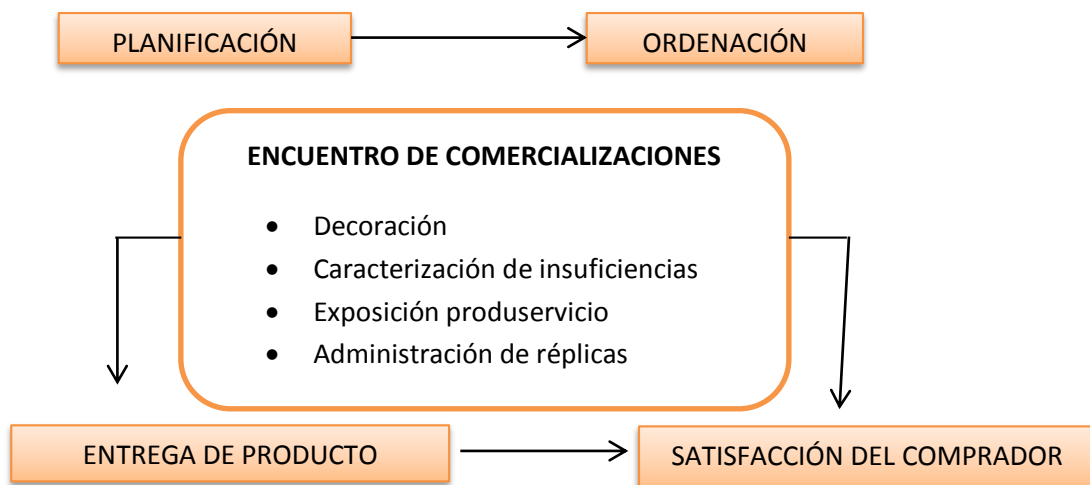 PLANIFICACIÓN
ORDENACIÓN
ENCUENTRO DE COMERCIALIZACIONES
• Decoración
• Caracterización de insuficiencias
• Exposición produservicio
• Administración de réplicas
ENTREGA DE PRODUCTO
SATISFACCIÓN DEL COMPRADOR